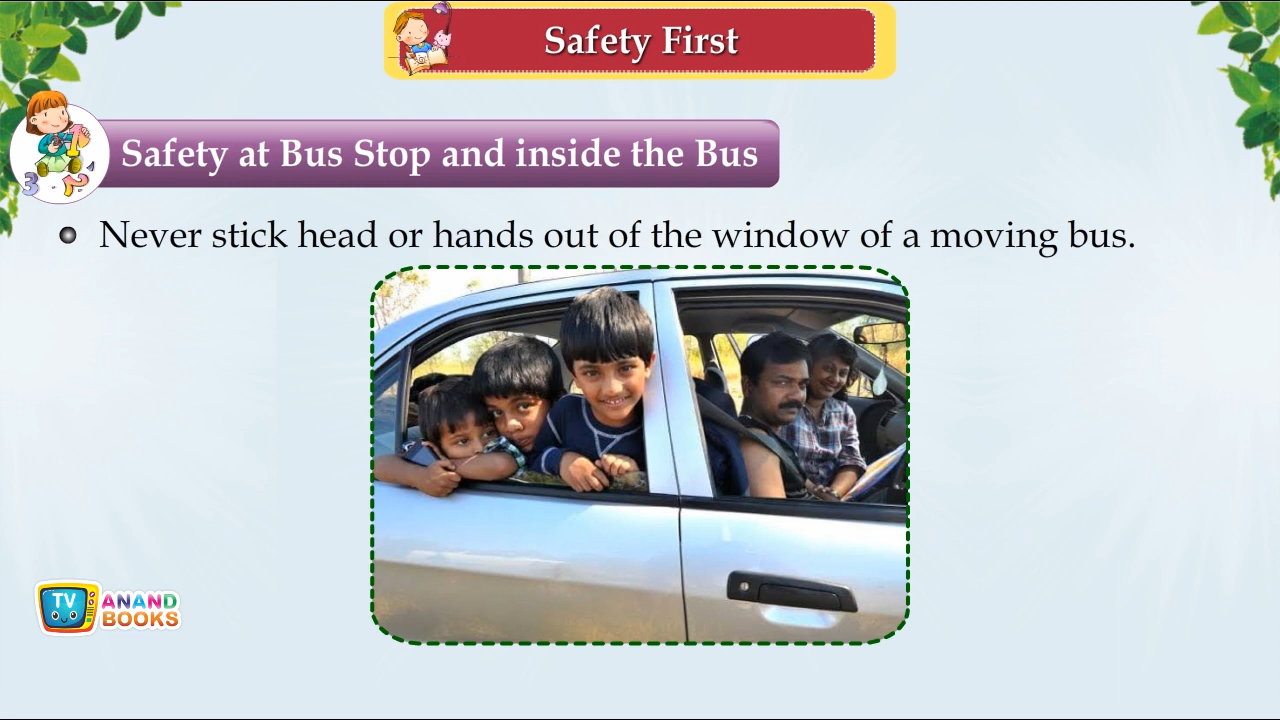 Safety First
Safety at Bus Stop and inside the Bus
Never stick head or hands out of the window of a moving bus.
TV
ANAND
BOOKS